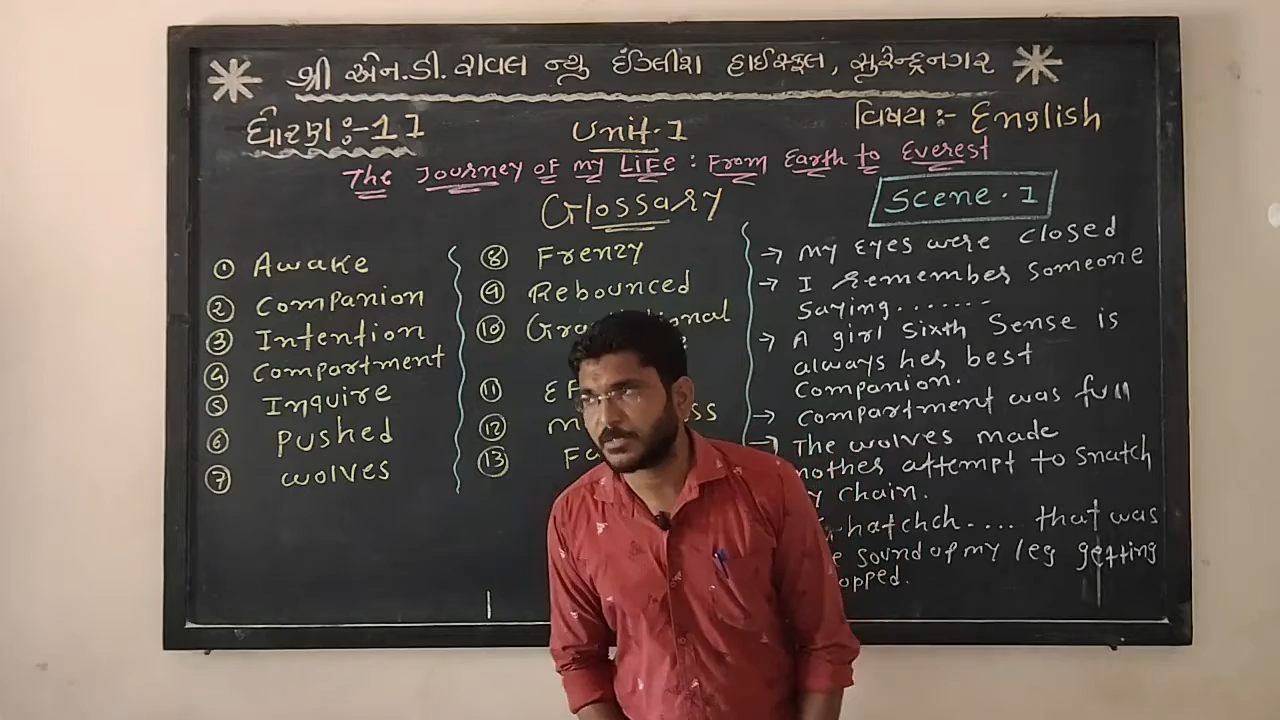 શ્રી એન.ડી. રાવલ ન્યુ ઇંગ્લીશ હાઈસ્કૂલ, સુરેન્દ્રનગર
ધોરણ:-11
Unit-1
વિષય:- English
The Journey of my Life : From Earth to Everest
Glossary
Scene-1
① Awake
② Companion
③ Intention
④ Compartment
⑤ Inquire
⑥ Pushed
⑦ Wolves
⑧ Frenzy
⑨ Rebounced
⑩
⑪
⑫
⑬
→ My Eyes were closed
→ I Remember someone
saying.......
→ A girl Sixth Sense is
always her best
Companion.
→ Compartment was full
→ The wolves made
attempt to snatch
chain.
.... that was
sound of my leg getting